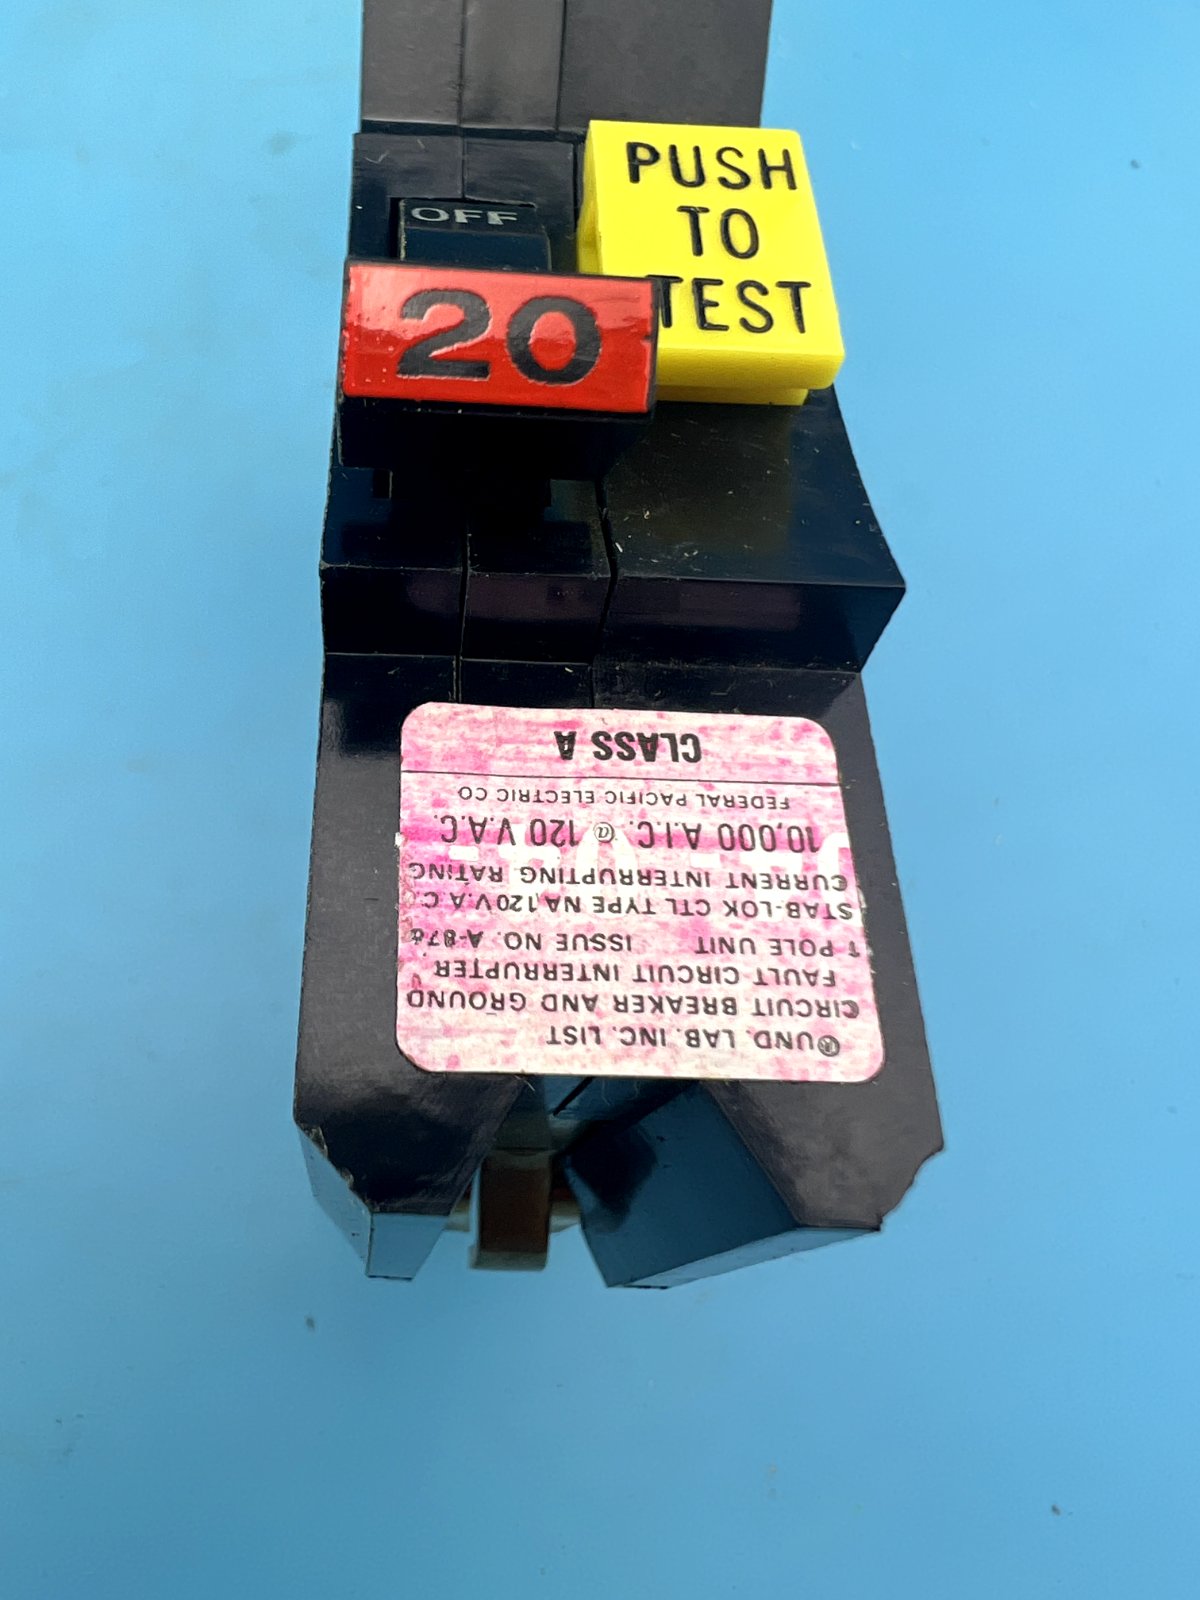 PUSH
TO
TEST
OFF
20
UND. LAB. INC. LIST
CIRCUIT BREAKER AND GROUND
FAULT CIRCUIT INTERRUPTER
1 POLE UNIT ISSUE NO.
STAB-LOK CTL TYPE NA 120 V.A.C.
CURRENT INTERRUPTING RATING
10,000 A.I.C. @ 120 V.A.C.
FEDERAL PACIFIC ELECTRIC CO
CLASS A